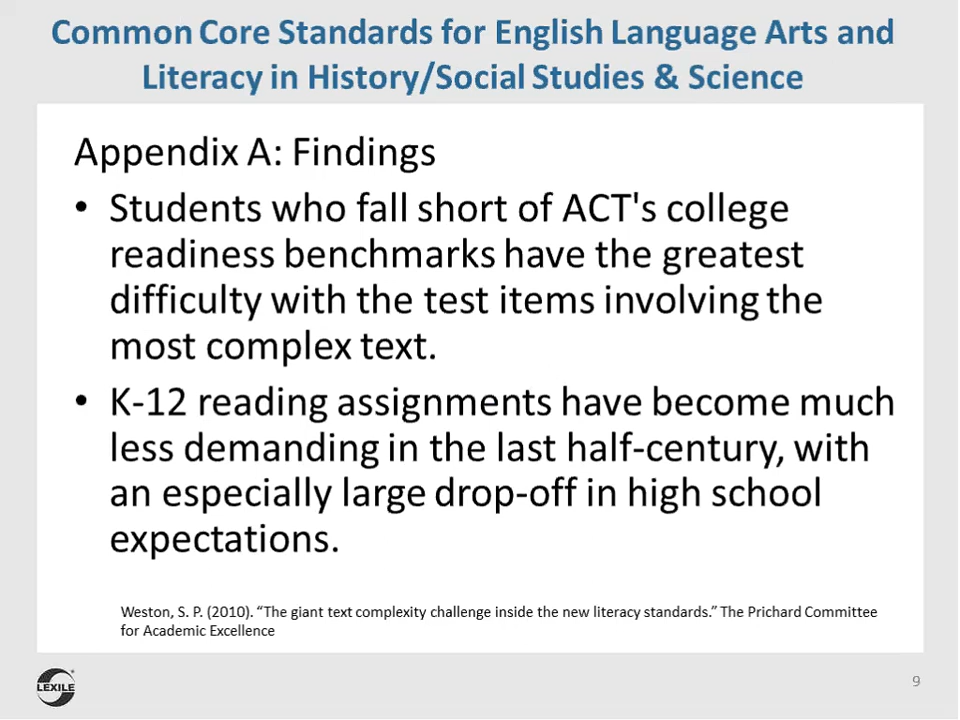 Common Core Standards for English Language Arts and
Literacy in History/Social Studies & Science
Appendix A: Findings
• Students who fall short of ACT's college
readiness benchmarks have the greatest
difficulty with the test items involving the
most complex text.
• K-12 reading assignments have become much
less demanding in the last half-century, with
an especially large drop-off in high school
expectations.
Weston, S. P. (2010). “The giant text complexity challenge inside the new literacy standards.” The Prichard Committee
for Academic Excellence
LEXILE
9